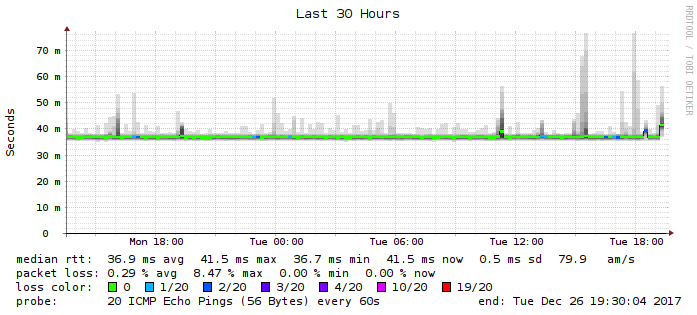 Last 30 Hours
RRDTOOL / TOBI OETIKER
Seconds
70 m
60 m
50 m
40 m
30 m
20 m
10 m
0
Mon 18:00 Tue 00:00 Tue 06:00 Tue 12:00 Tue 18:00
median rtt: 36.9 ms avg 41.5 ms max 36.7 ms min 41.5 ms now 0.5 ms sd 79.9 am/s
packet loss: 0.29 % avg 8.47 % max 0.00 % min 0.00 % now
loss color: 0 1/20 2/20 3/20 4/20 10/20 19/20
probe: 20 ICMP Echo Pings (56 Bytes) every 60s end: Tue Dec 26 19:30:04 2017